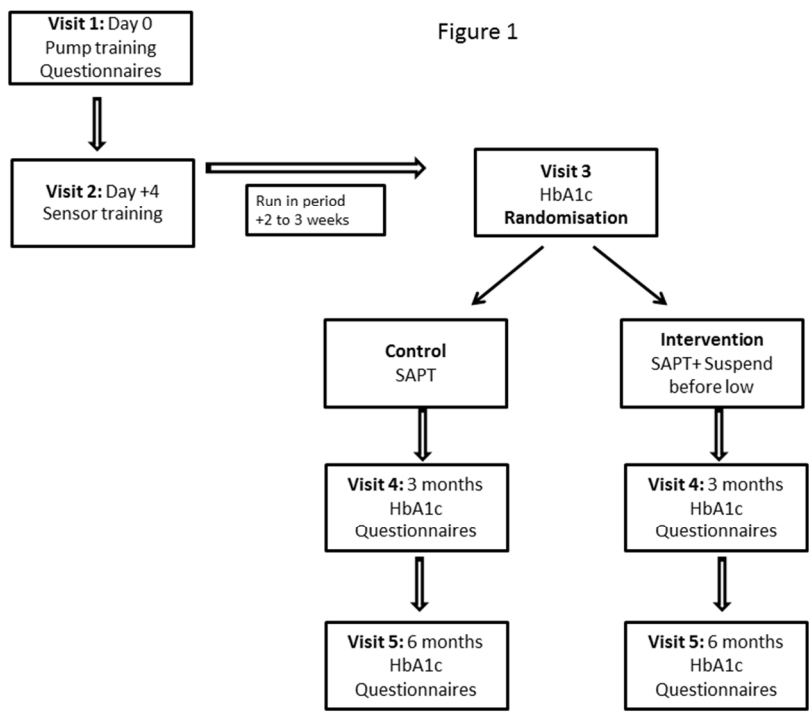 Figure 1
Visit 1: Day 0
Pump training
Questionnaires
Visit 2: Day +4
Sensor training
Run in period
+2 to 3 weeks
Visit 3
HbA1c
Randomisation
Control
SAPT
Intervention
SAPT+ Suspend
before low
Visit 4: 3 months
HbA1c
Questionnaires
Visit 4: 3 months
HbA1c
Questionnaires
Visit 5: 6 months
HbA1c
Questionnaires
Visit 5: 6 months
HbA1c
Questionnaires